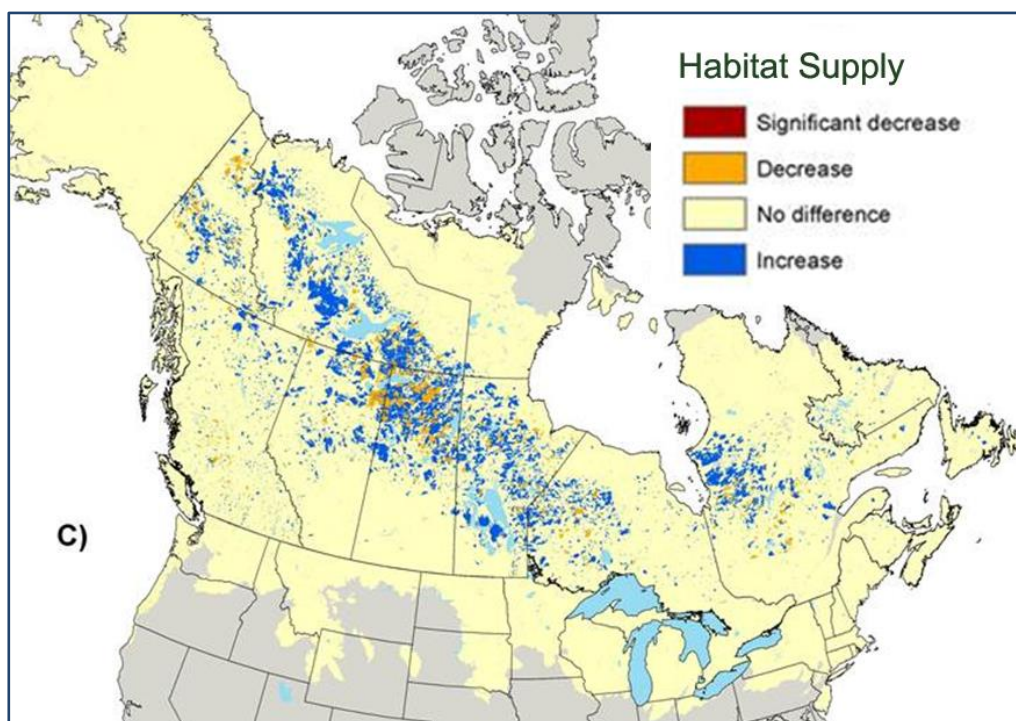 Habitat Supply
Significant decrease
Decrease
No difference
Increase
C)